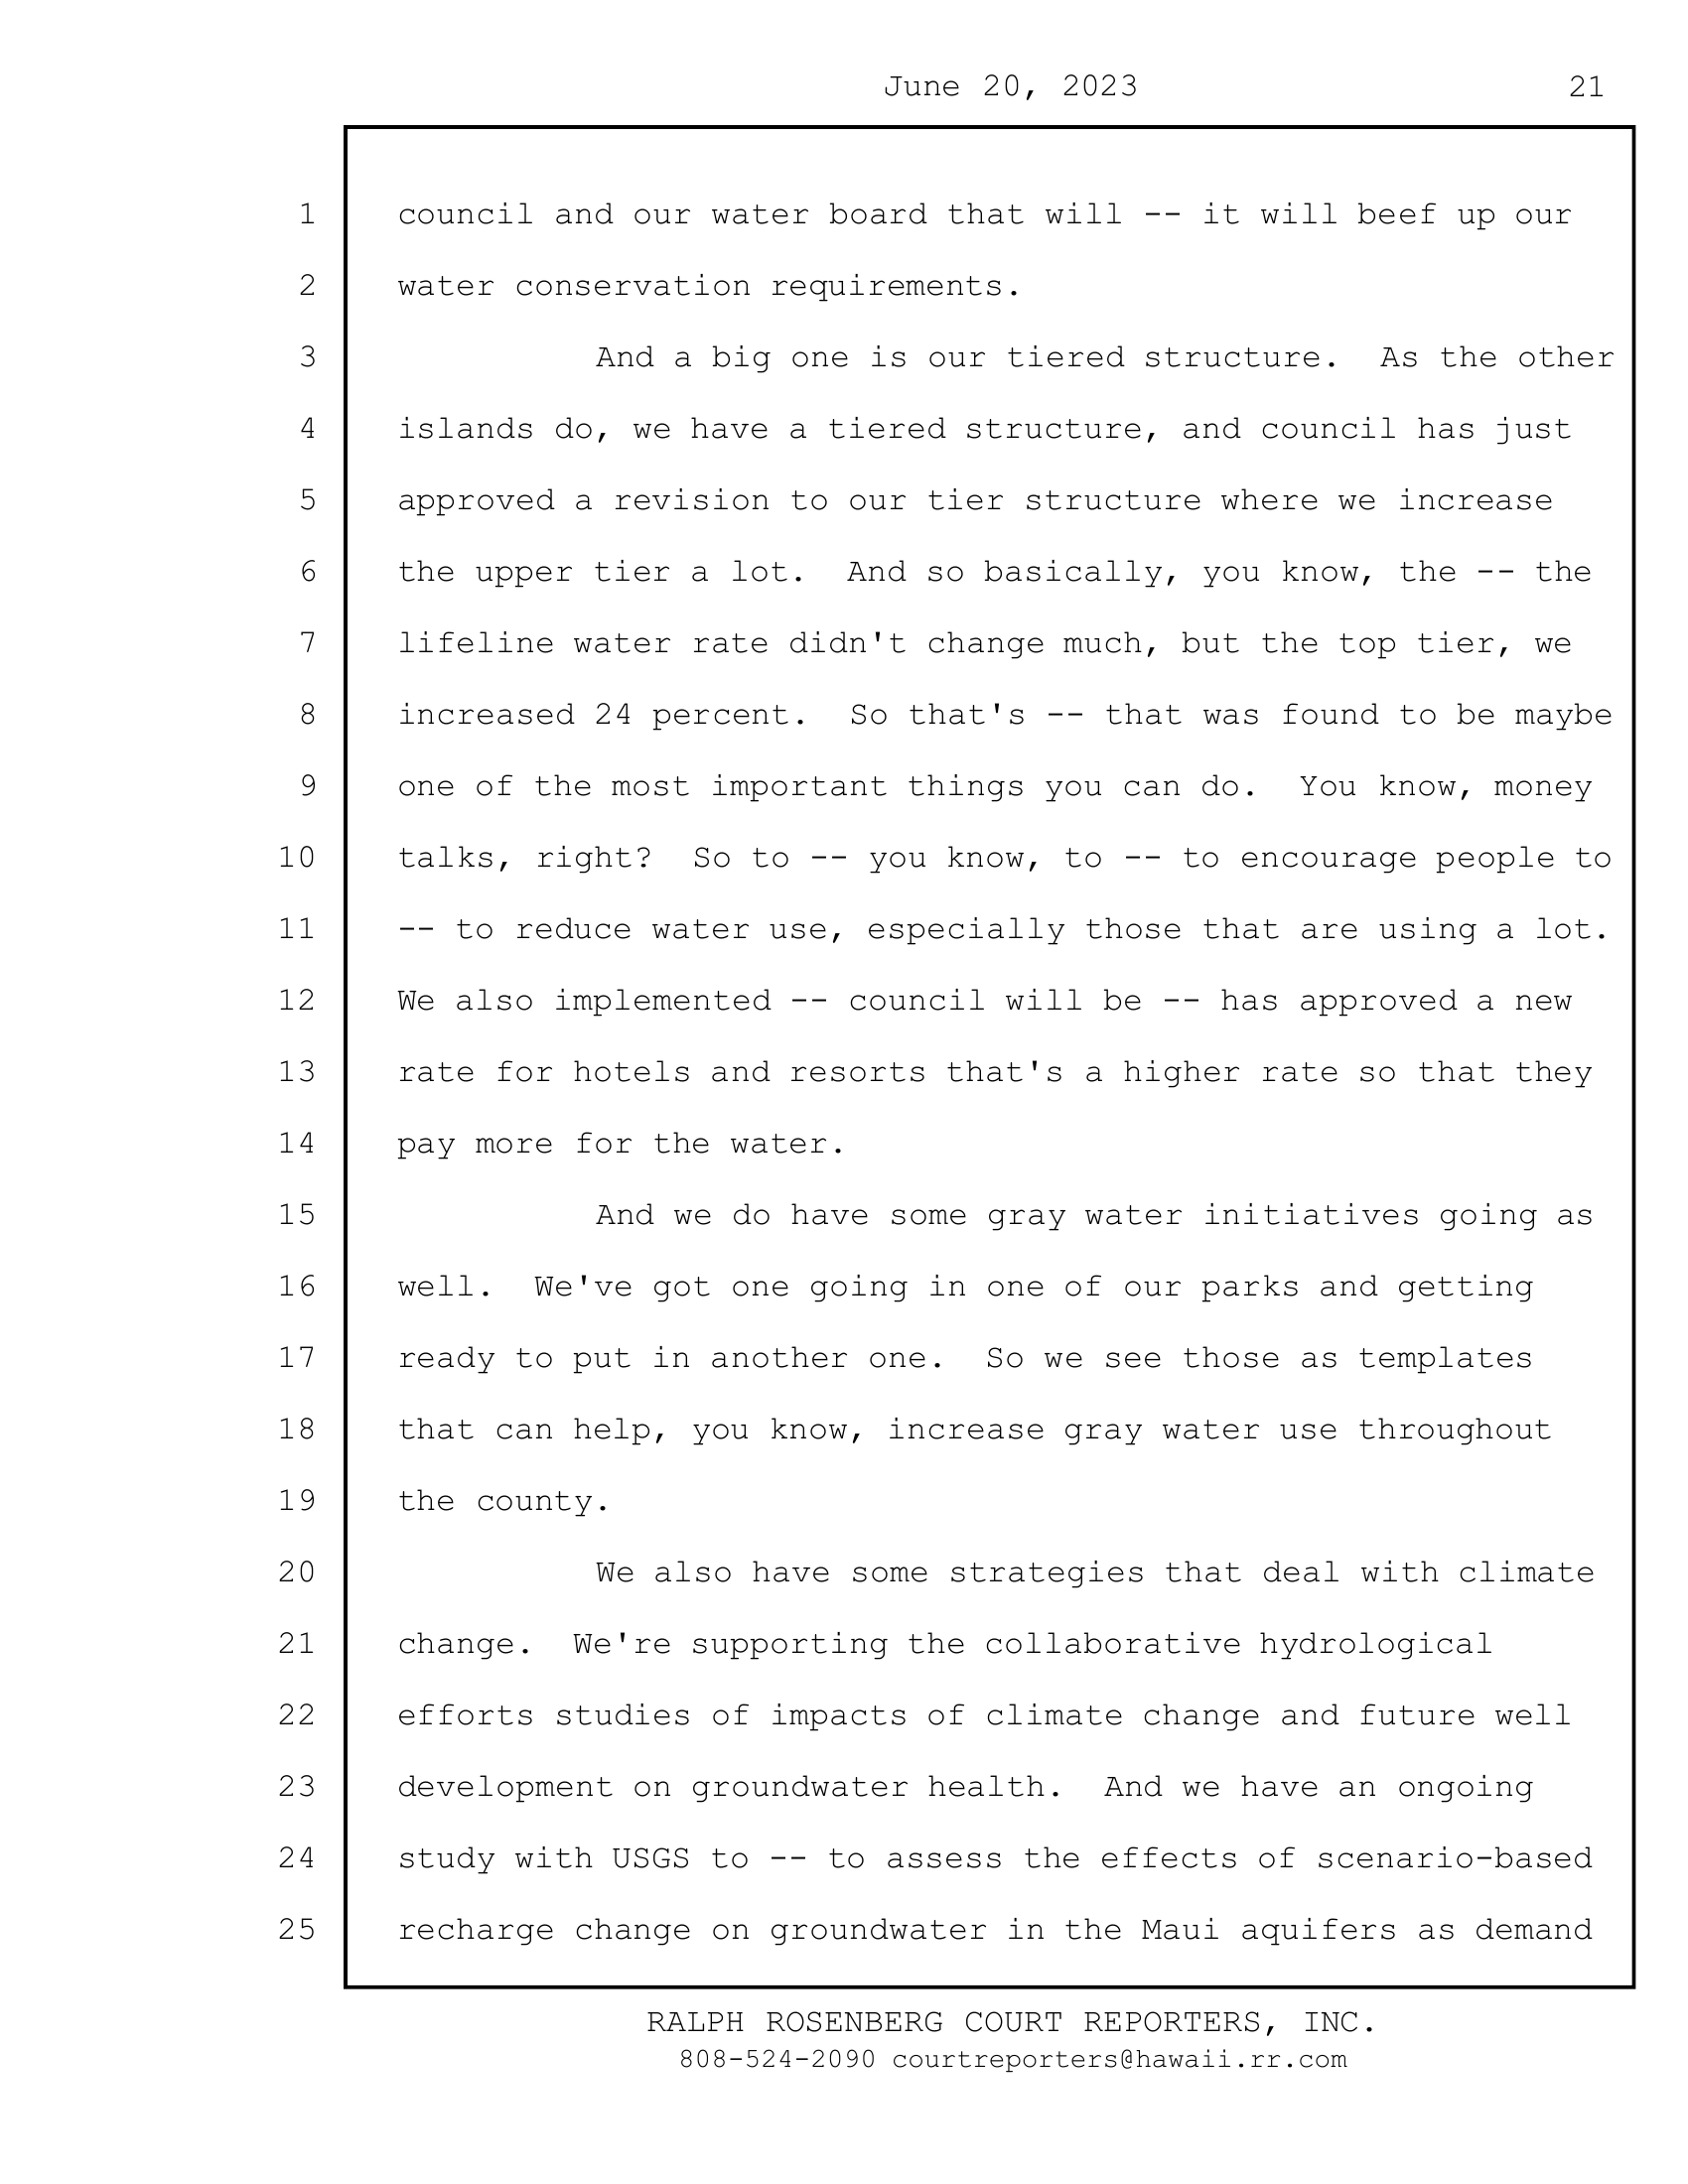 June 20, 2023 21
1 council and our water board that will -- it will beef up our
2 water conservation requirements.
3 And a big one is our tiered structure.  As the other
4 islands do, we have a tiered structure, and council has just
5 approved a revision to our tier structure where we increase
6 the upper tier a lot.  And so basically, you know, the -- the
7 lifeline water rate didn't change much, but the top tier, we
8 increased 24 percent.  So that's -- that was found to be maybe
9 one of the most important things you can do.  You know, money
10 talks, right?  So to -- you know, to -- to encourage people to
11 -- to reduce water use, especially those that are using a lot.
12 We also implemented -- council will be -- has approved a new
13 rate for hotels and resorts that's a higher rate so that they
14 pay more for the water.
15 And we do have some gray water initiatives going as
16 well.  We've got one going in one of our parks and getting
17 ready to put in another one.  So we see those as templates
18 that can help, you know, increase gray water use throughout
19 the county.
20 We also have some strategies that deal with climate
21 change.  We're supporting the collaborative hydrological
22 efforts studies of impacts of climate change and future well
23 development on groundwater health.  And we have an ongoing
24 study with USGS to -- to assess the effects of scenario-based
25 recharge change on groundwater in the Maui aquifers as demand
RALPH ROSENBERG COURT REPORTERS, INC.
808-524-2090 courtreporters@hawaii.rr.com